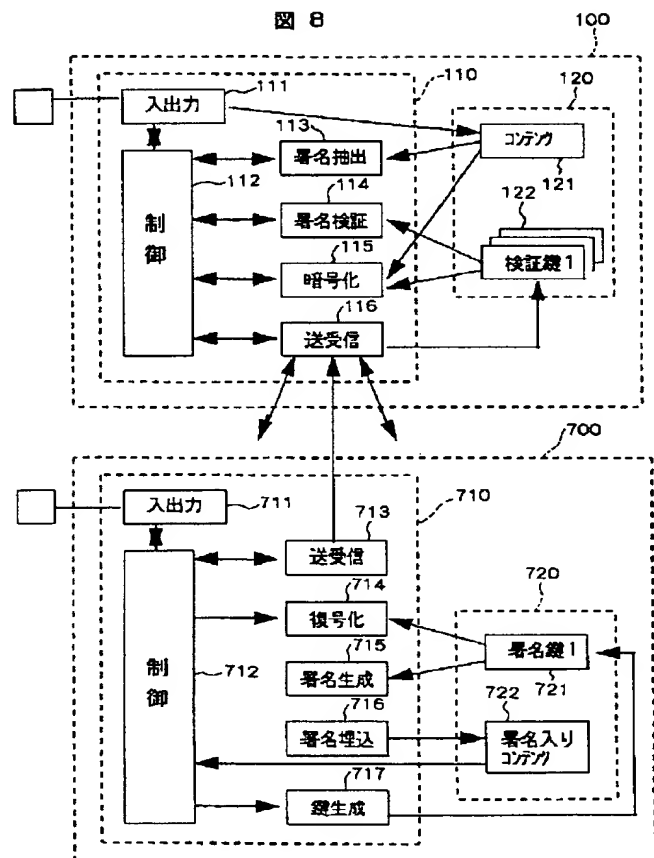 図 8
100
110
111
入出力
120
113
コンテンツ
署名抽出
121
112
114
122
署名検証
制御
115
検証鍵1
暗号化
116
送受信
700
入出力
711
713
710
送受信
714
720
復号化
署名鍵1
制御
715
721
712
署名生成
722
716
署名入り
コンテンツ
署名埋込
717
鍵生成